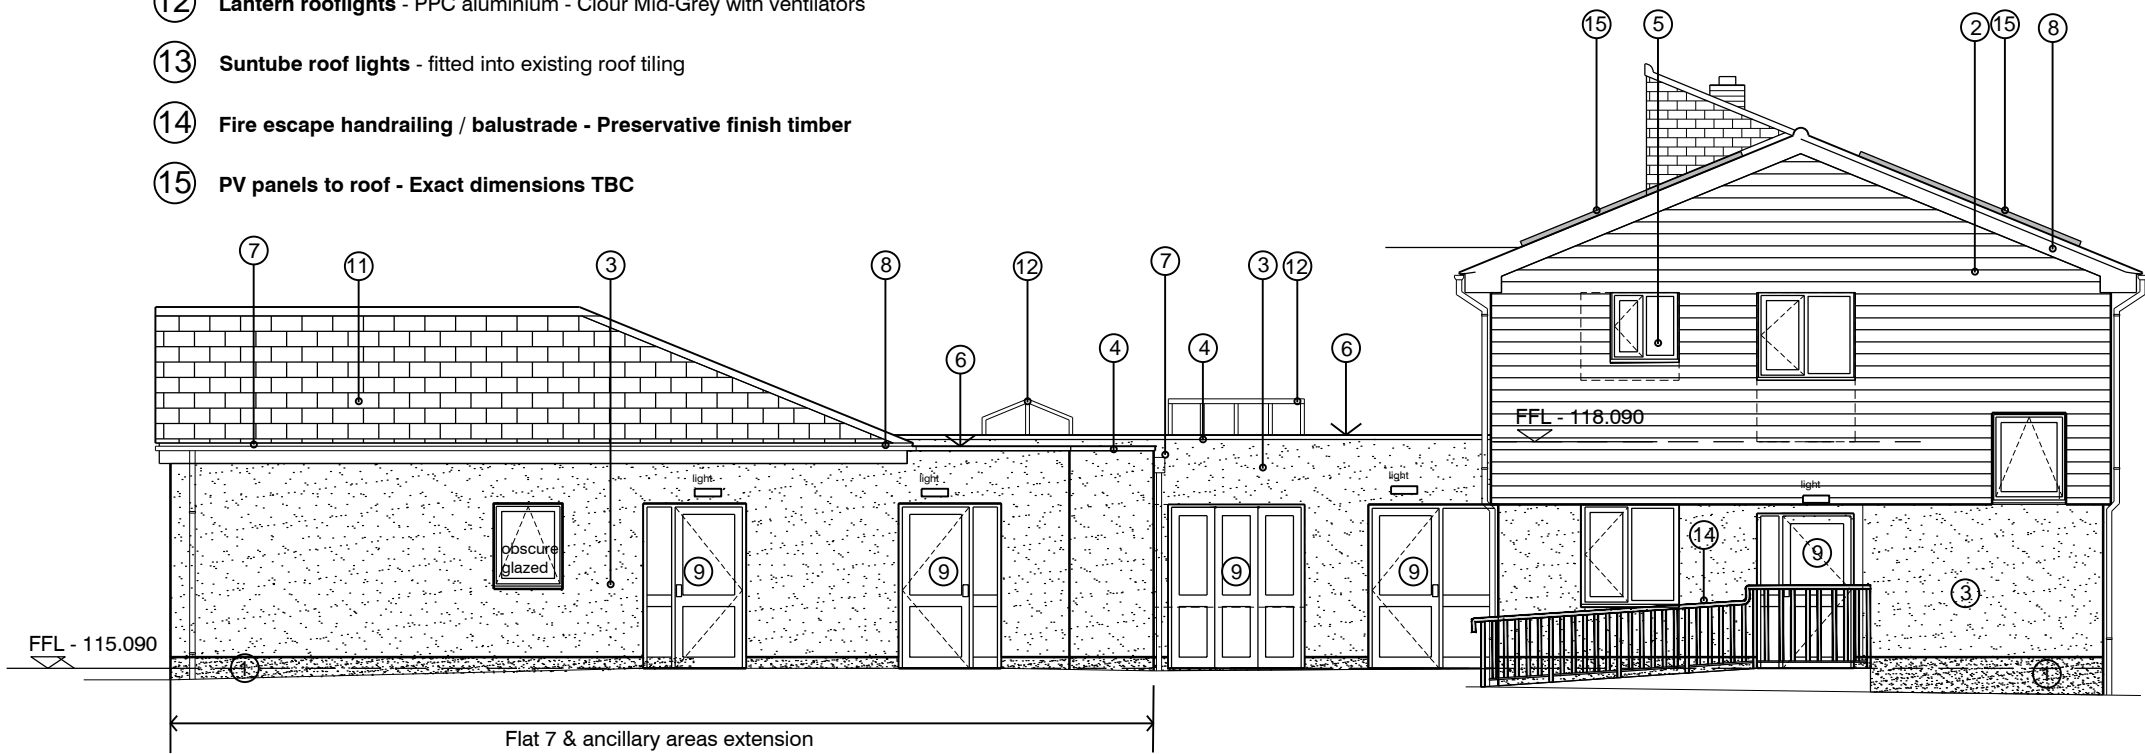 12 Lantern rooflights - PPC aluminium - Clour Mid-Grey with ventilators
13 Suntube roof lights - fitted into existing roof tiling
14 Fire escape handrailing / balustrade - Preservative finish timber
15 PV panels to roof - Exact dimensions TBC
15 5 2 15 8
7 11 3 8 12 7 3 12
6 4 4 6
FFL - 118.090
light light light light
obscure
glazed
9 9 9 9 14 9 3
FFL - 115.090
1 1
Flat 7 & ancillary areas extension